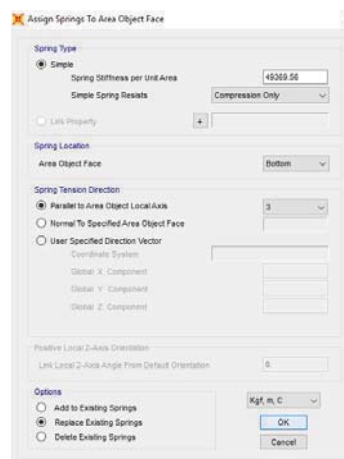 Assign Springs To Area Object Face
Spring Type
Simple
Spring Stiffness per Unit Area 49369.56
Simple Spring Resists Compression Only
Link Property +
Spring Location
Area Object Face Bottom
Spring Tension Direction
Parallel to Area Object Local Axis 3
Normal To Specified Area Object Face
User Specified Direction Vector
Coordinate System
Global X Component
Global Y Component
Global Z Component
Positive Local 2-Axis Orientation
Link Local 2-Axis Angle From Default Orientation 0.
Options
Add to Existing Springs
Replace Existing Springs
Delete Existing Springs
Kgf, m, C
OK
Cancel